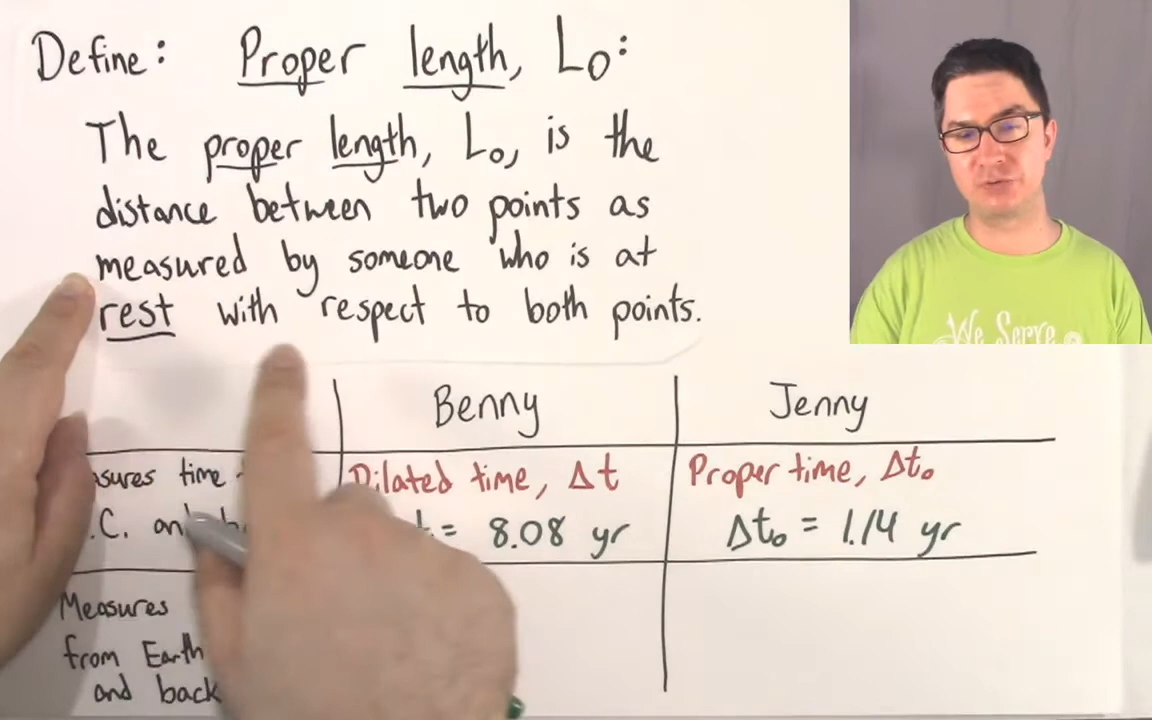 Define: Proper length, L₀:
The proper length, L₀, is the
distance between two points as
measured by someone who is at
rest with respect to both points.
Benny Jenny
time Dilated time, Δt Proper time, Δt₀
.C. = 8.08 yr Δt₀ = 1.14 yr
Measures
from Earth
and back
We Serve